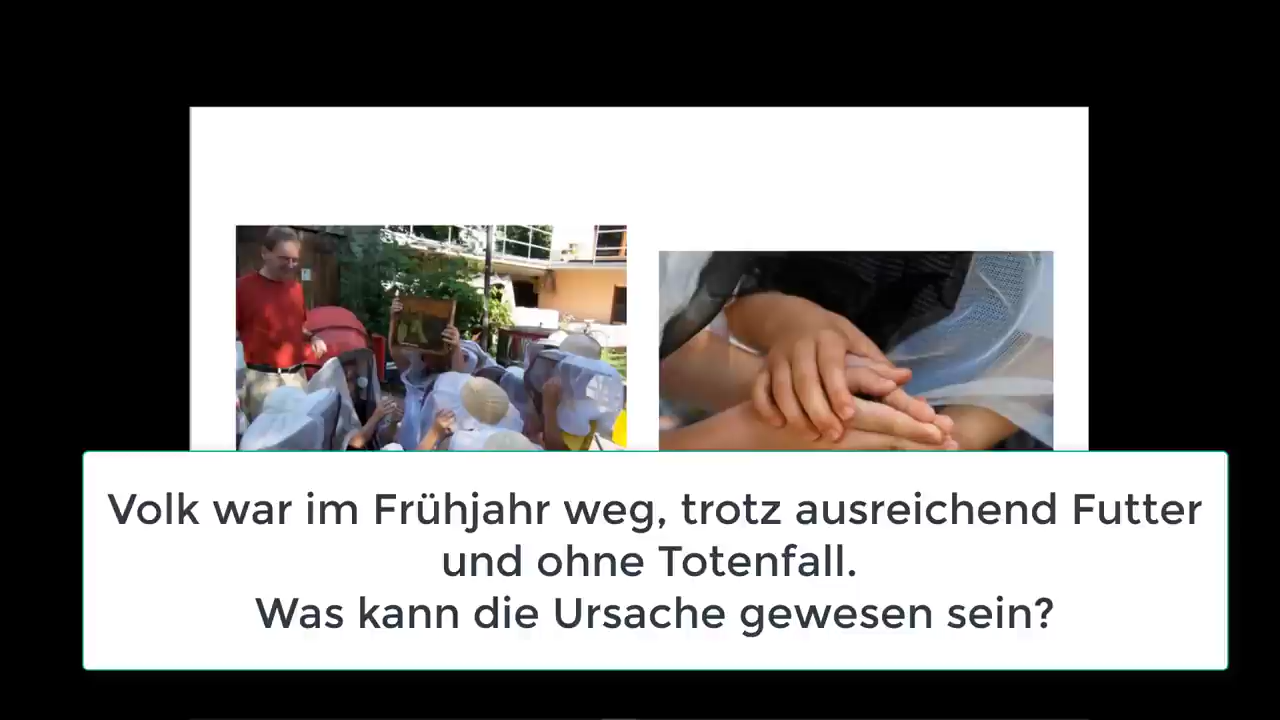 Volk war im Frühjahr weg, trotz ausreichend Futter
und ohne Totenfall.
Was kann die Ursache gewesen sein?